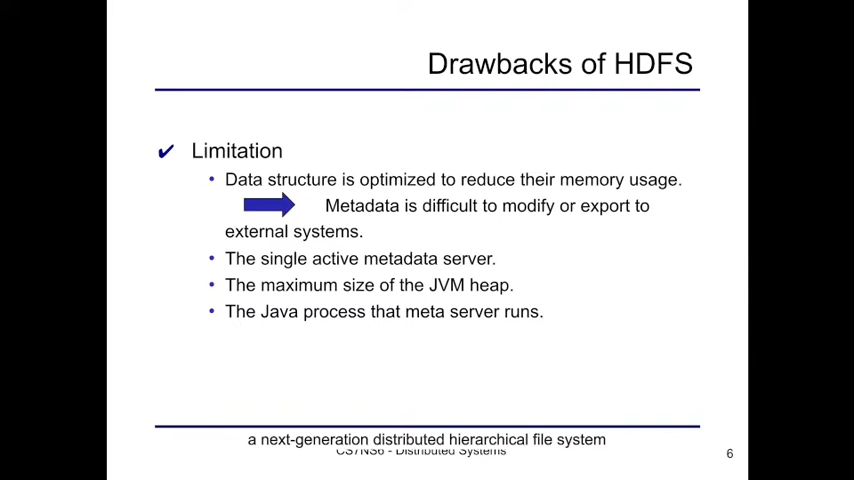 Drawbacks of HDFS
✔ Limitation
• Data structure is optimized to reduce their memory usage.
Metadata is difficult to modify or export to
external systems.
• The single active metadata server.
• The maximum size of the JVM heap.
• The Java process that meta server runs.
a next-generation distributed hierarchical file system
CS7NS6 - Distributed Systems
6